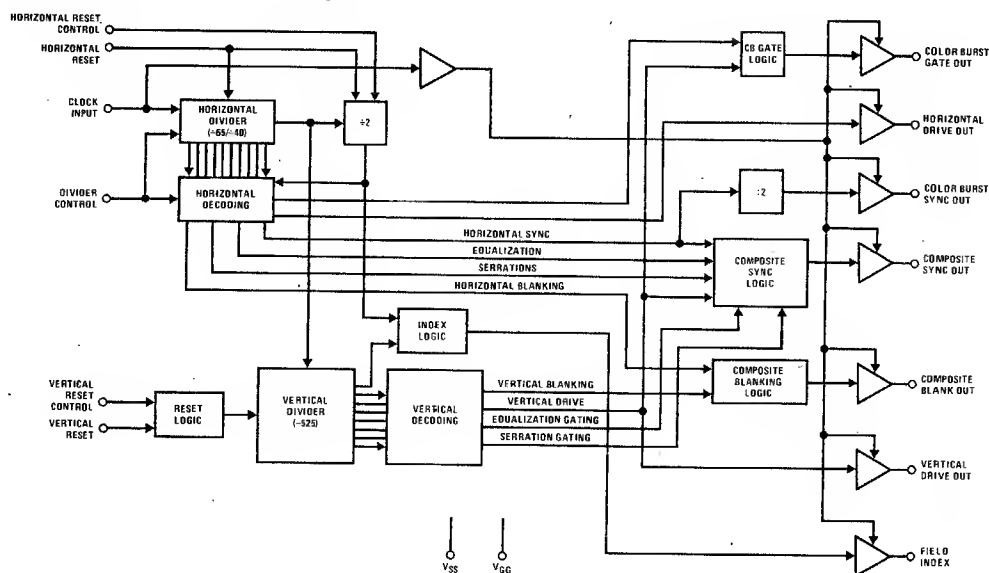 HORIZONTAL RESET
CONTROL
HORIZONTAL
RESET
CLOCK
INPUT
DIVIDER
CONTROL
HORIZONTAL
DIVIDER
(÷65/÷40)
÷2
HORIZONTAL
DECODING
CB GATE
LOGIC
COLOR BURST
GATE OUT
HORIZONTAL
DRIVE OUT
:2
COLOR BURST
SYNC OUT
HORIZONTAL SYNC
EQUALIZATION
SERRATIONS
HORIZONTAL BLANKING
COMPOSITE
SYNC
LOGIC
COMPOSITE
SYNC OUT
INDEX
LOGIC
VERTICAL
RESET
CONTROL
VERTICAL
RESET
RESET
LOGIC
VERTICAL
DIVIDER
(÷525)
VERTICAL
DECODING
VERTICAL BLANKING
VERTICAL DRIVE
EQUALIZATION GATING
SERRATION GATING
COMPOSITE
BLANKING
LOGIC
COMPOSITE
BLANK OUT
VERTICAL
DRIVE OUT
VSS
VGG
FIELD
INDEX